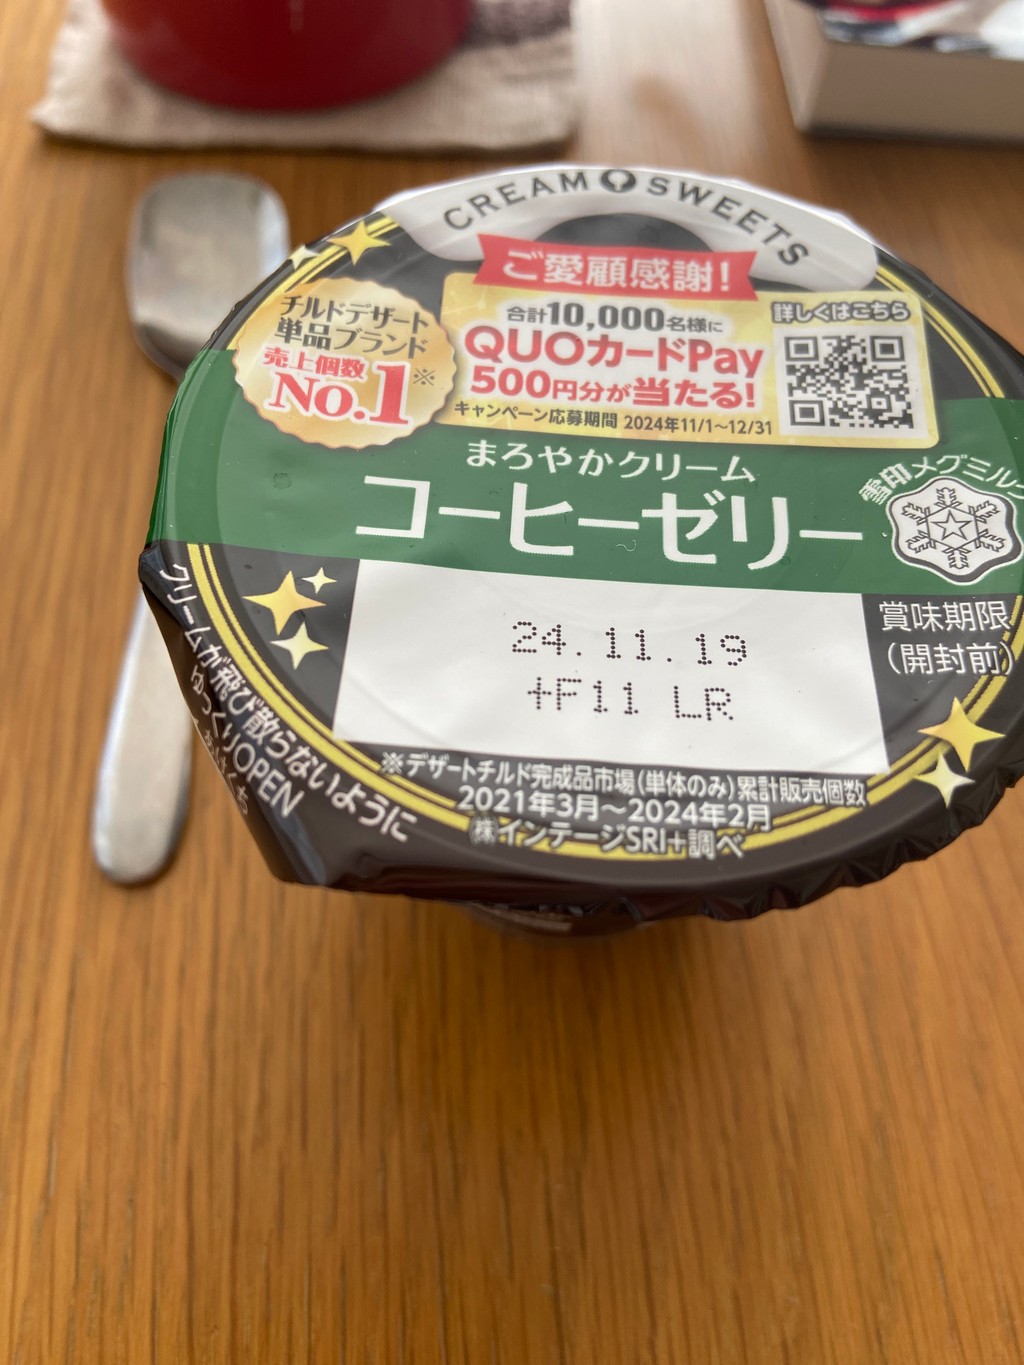 CREAM SWEETS
ご愛顧感謝!
チルドデザート
単品ブランド
売上個数
No.1※
合計10,000名様に
QUOカードPay
500円分が当たる!
キャンペーン応募期間 2024年11/1~12/31
詳しくはこちら
まろやかクリーム
コーヒーゼリー
雪印メグミルク
24.11.19
+F11 LR
賞味期限
(開封前)
※デザートチルド完成品市場(単体のみ)累計販売個数
2021年3月~2024年2月
㈱インテージSRI+調べ
クリームが飛び散らないように
ゆっくりOPEN